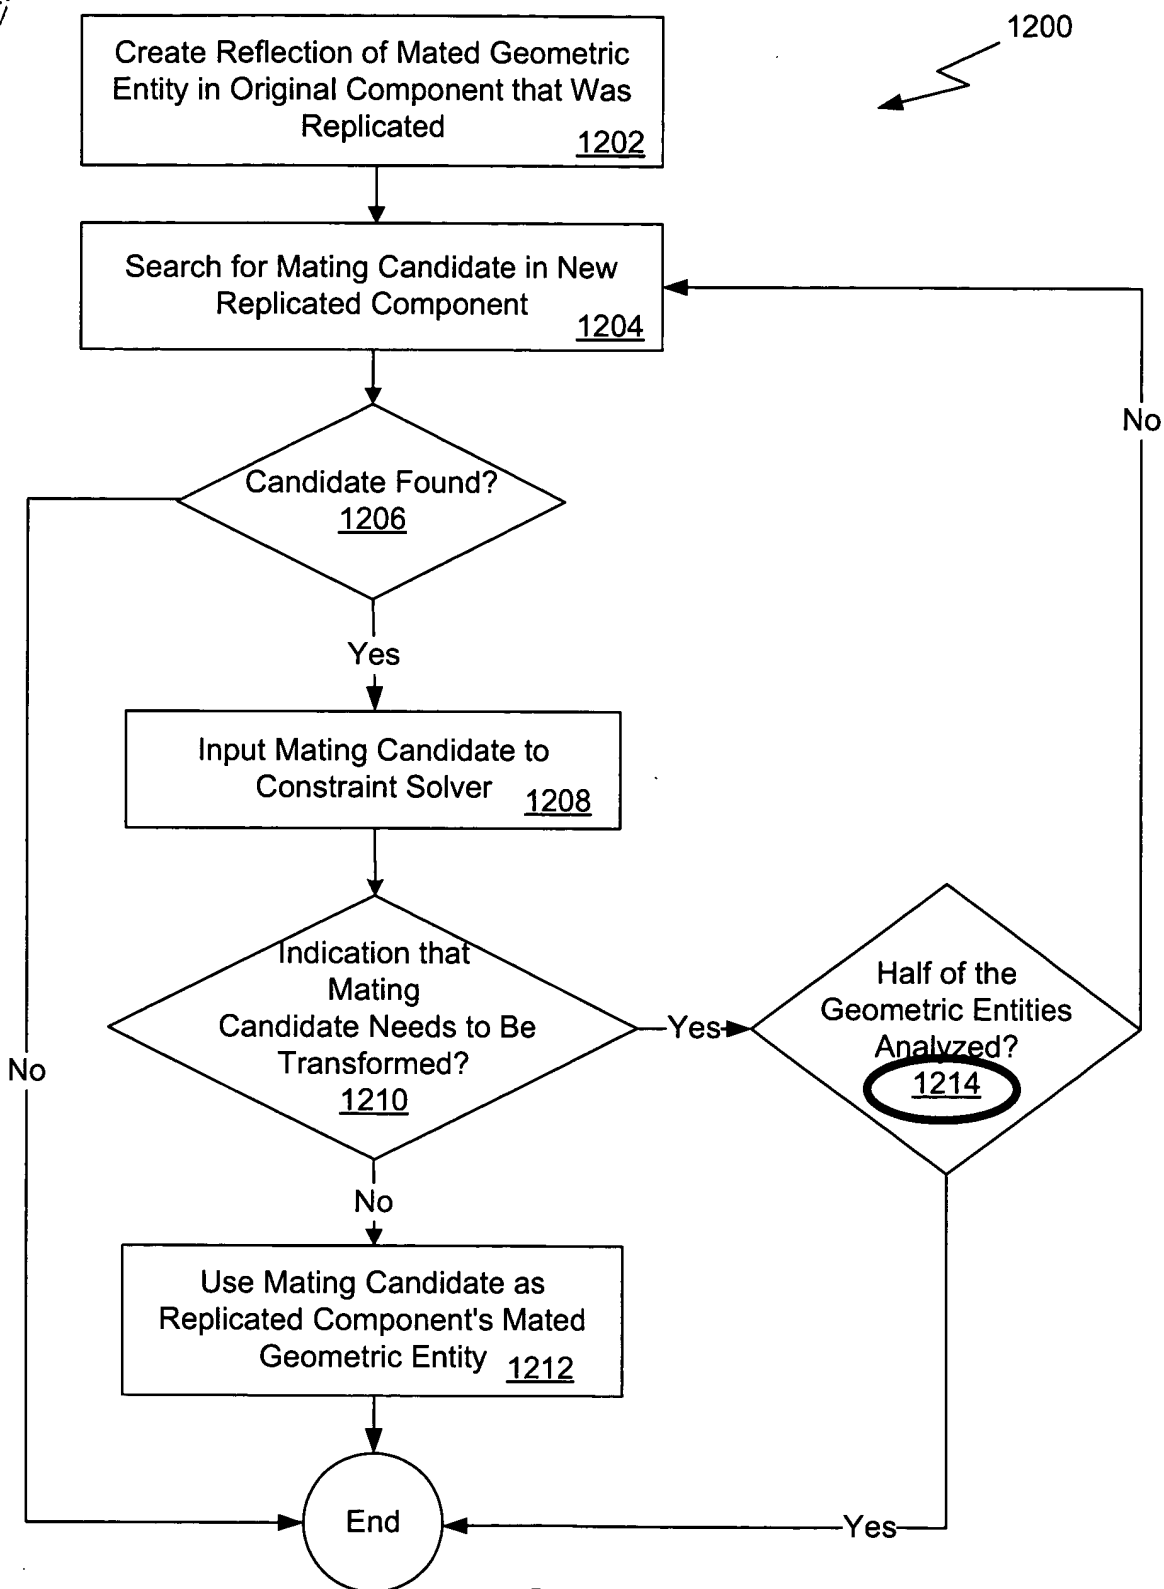 1200
Create Reflection of Mated Geometric
Entity in Original Component that Was
Replicated
1202
Search for Mating Candidate in New
Replicated Component
1204
No
Candidate Found?
1206
Yes
Input Mating Candidate to
Constraint Solver
1208
Indication that
Mating
Candidate Needs to Be
Transformed?
1210
Yes
Half of the
Geometric Entities
Analyzed?
1214
No
No
Use Mating Candidate as
Replicated Component's Mated
Geometric Entity
1212
End
Yes